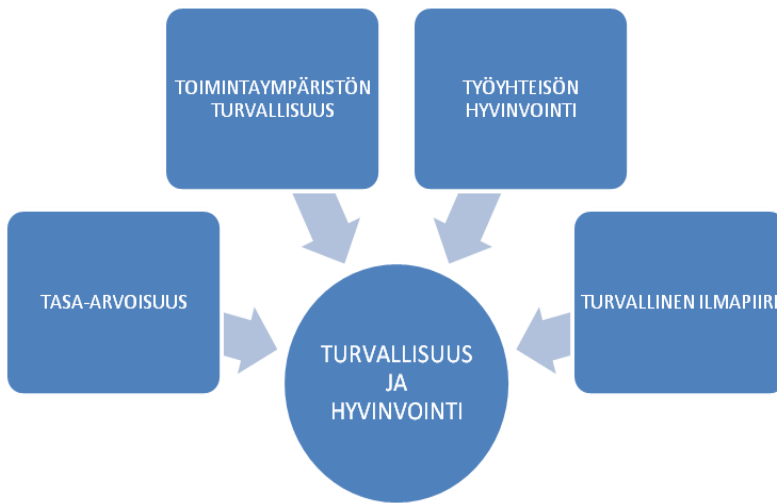 TOIMINTAYMPÄRISTÖN
TURVALLISUUS
TYÖYHTEISÖN
HYVINVOINTI
TASA-ARVOISUUS
TURVALLINEN ILMAPIIRI
TURVALLISUUS
JA
HYVINVOINTI